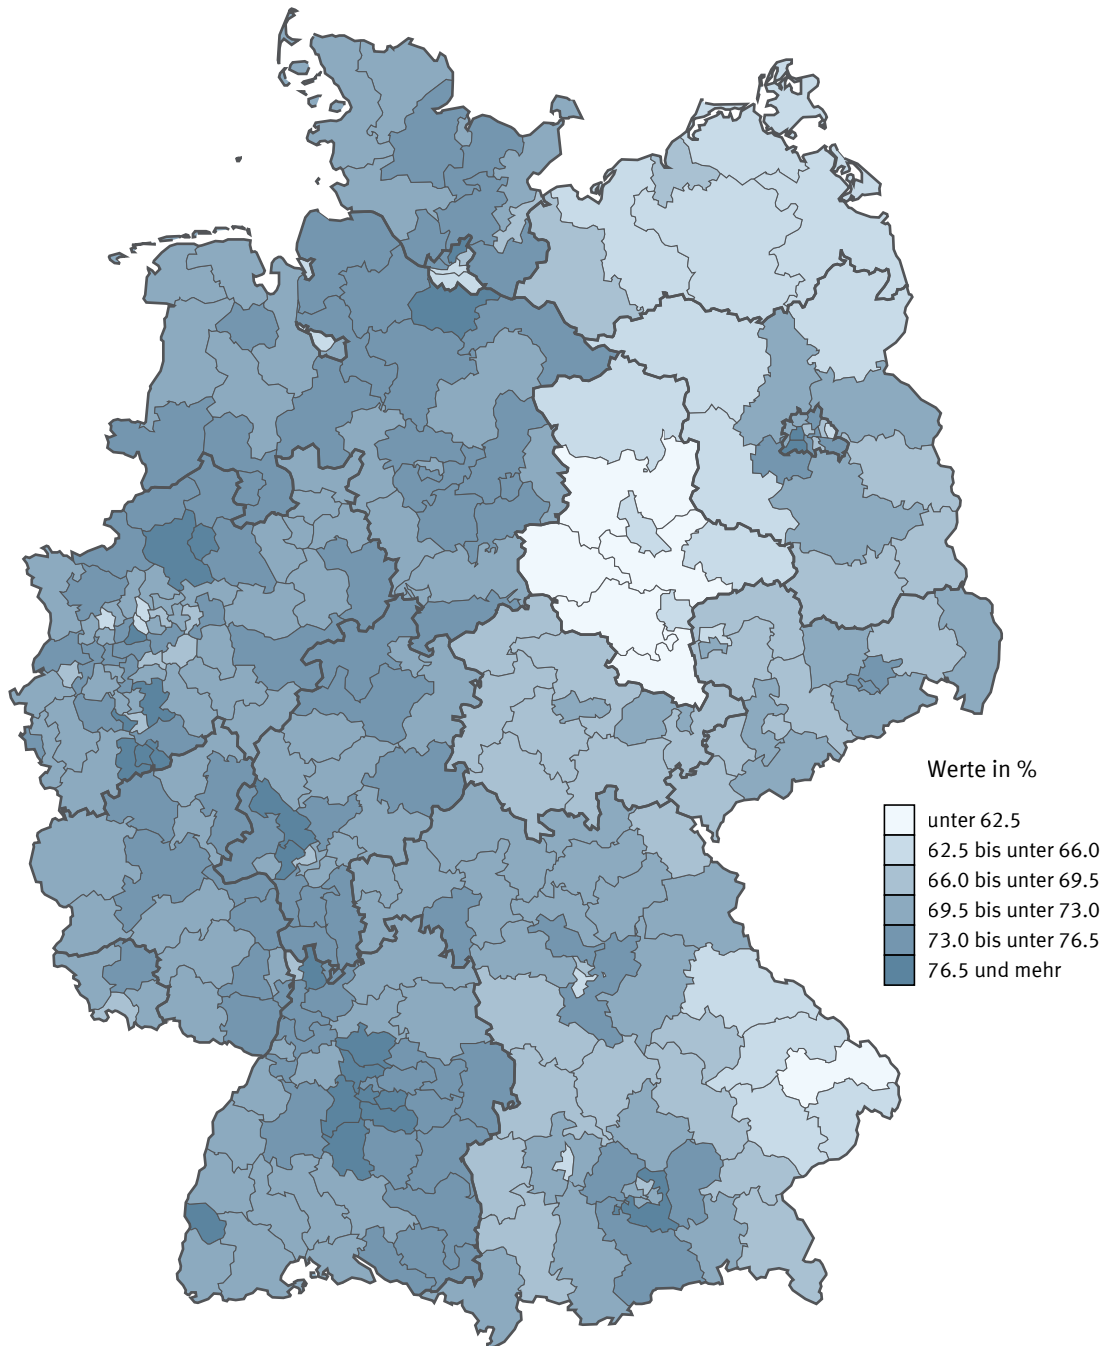 Werte in %
unter 62.5
62.5 bis unter 66.0
66.0 bis unter 69.5
69.5 bis unter 73.0
73.0 bis unter 76.5
76.5 und mehr